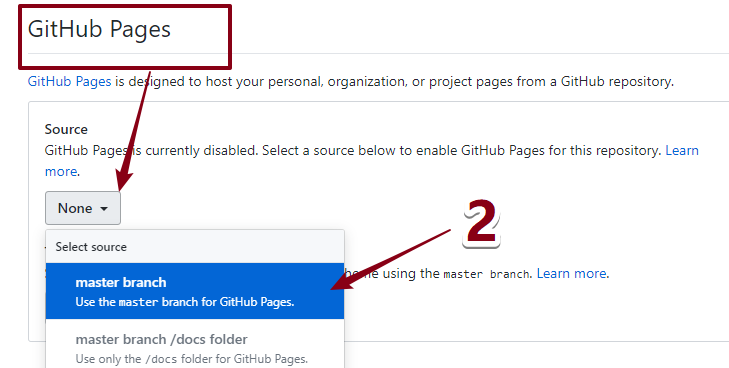 GitHub Pages
GitHub Pages is designed to host your personal, organization, or project pages from a GitHub repository.
Source
GitHub Pages is currently disabled. Select a source below to enable GitHub Pages for this repository. Learn
more.
None
2
Select source
master branch
Use the master branch for GitHub Pages.
using the master branch. Learn more.
master branch /docs folder
Use only the /docs folder for GitHub Pages.